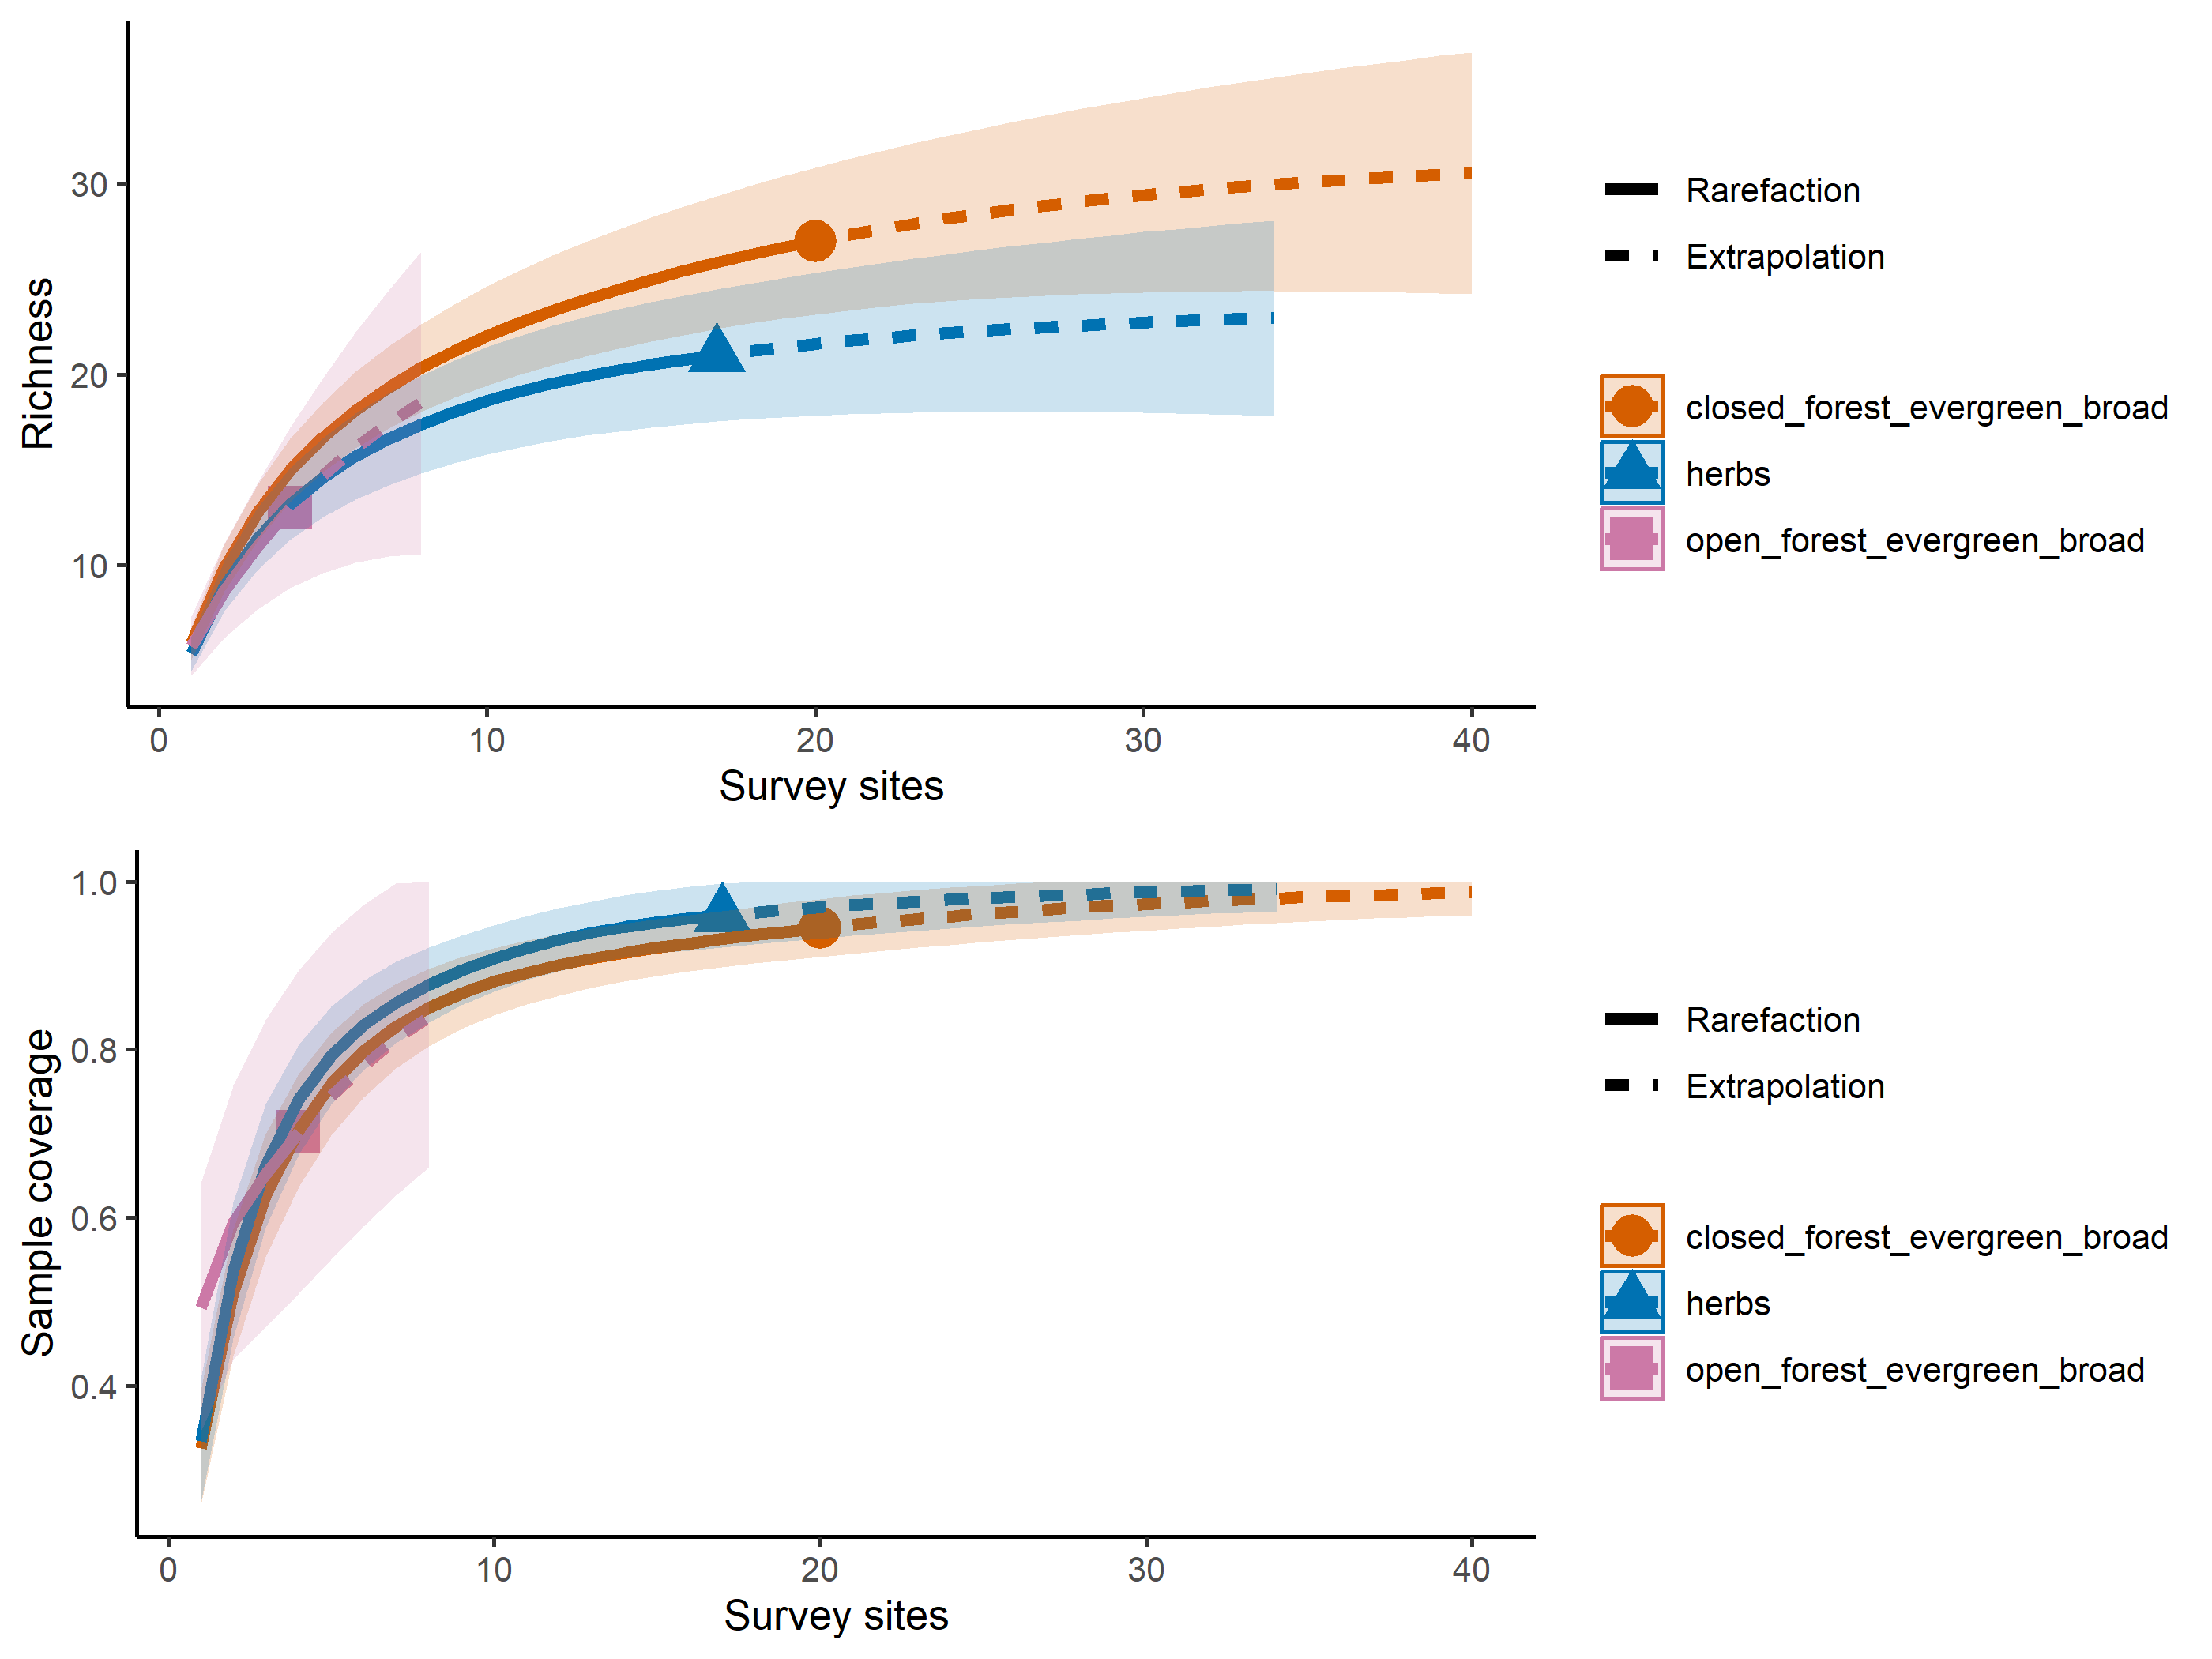 Richness
30
20
10
0 10 20 30 40
Survey sites
Rarefaction
Extrapolation
closed_forest_evergreen_broad
herbs
open_forest_evergreen_broad
Sample coverage
1.0
0.8
0.6
0.4
0 10 20 30 40
Survey sites
Rarefaction
Extrapolation
closed_forest_evergreen_broad
herbs
open_forest_evergreen_broad